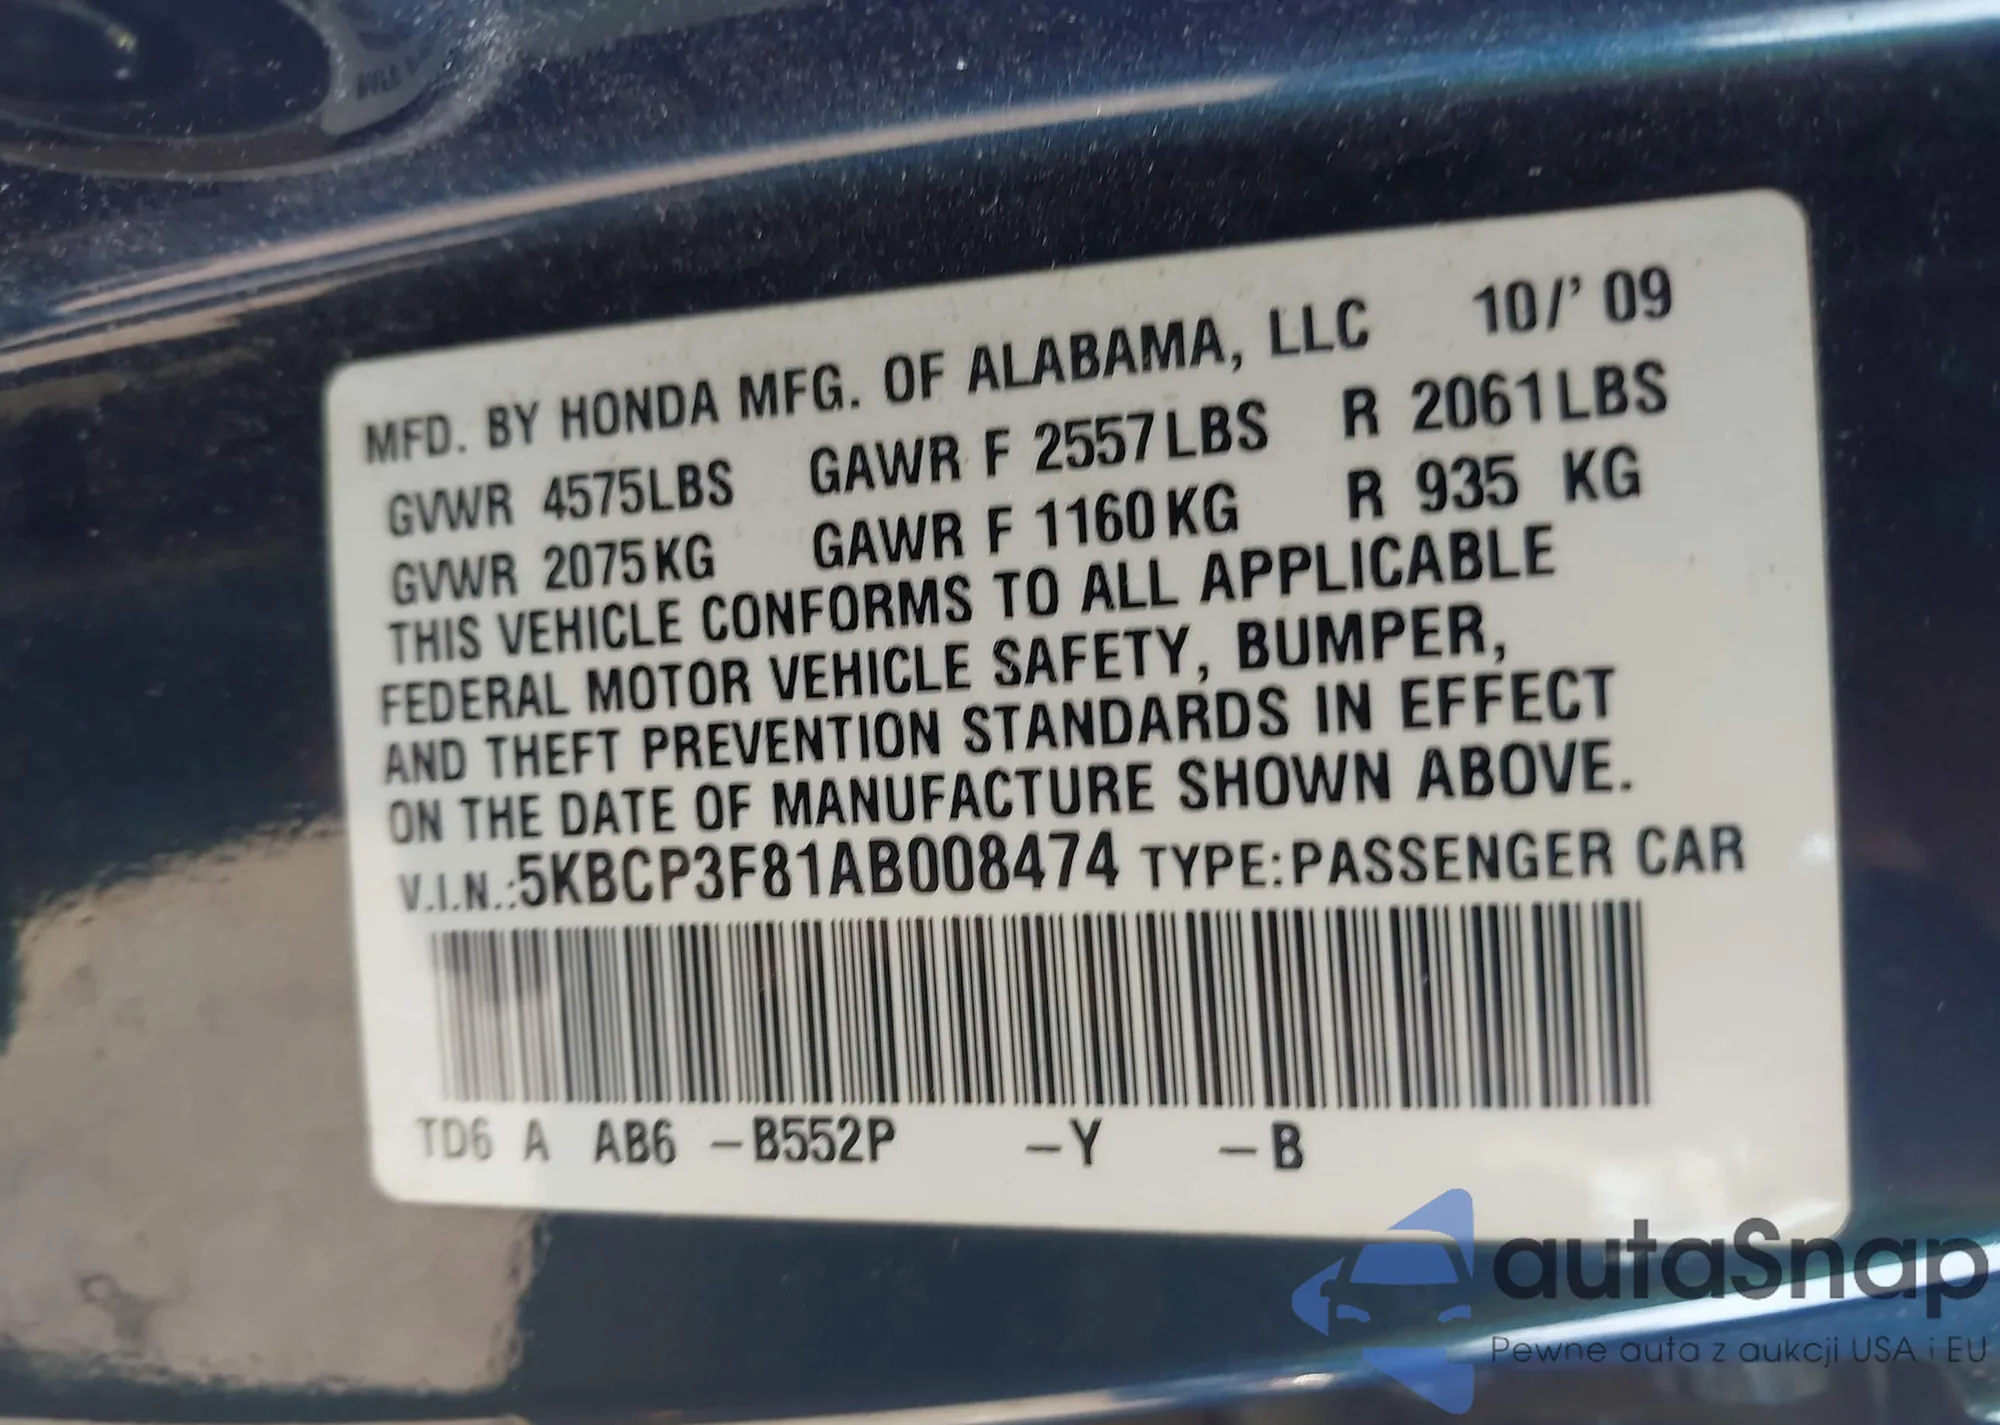 MFD. BY HONDA MFG. OF ALABAMA, LLC 10/' 09
GVWR 4575LBS GAWR F 2557LBS R 2061LBS
GVWR 2075KG GAWR F 1160KG R 935 KG
THIS VEHICLE CONFORMS TO ALL APPLICABLE
FEDERAL MOTOR VEHICLE SAFETY, BUMPER,
AND THEFT PREVENTION STANDARDS IN EFFECT
ON THE DATE OF MANUFACTURE SHOWN ABOVE.
V.I.N.:5KBCP3F81AB008474 TYPE:PASSENGER CAR
TD6 A AB6 –B552P –Y –B
autaSnap
Pewne auta z aukcji USA i EU